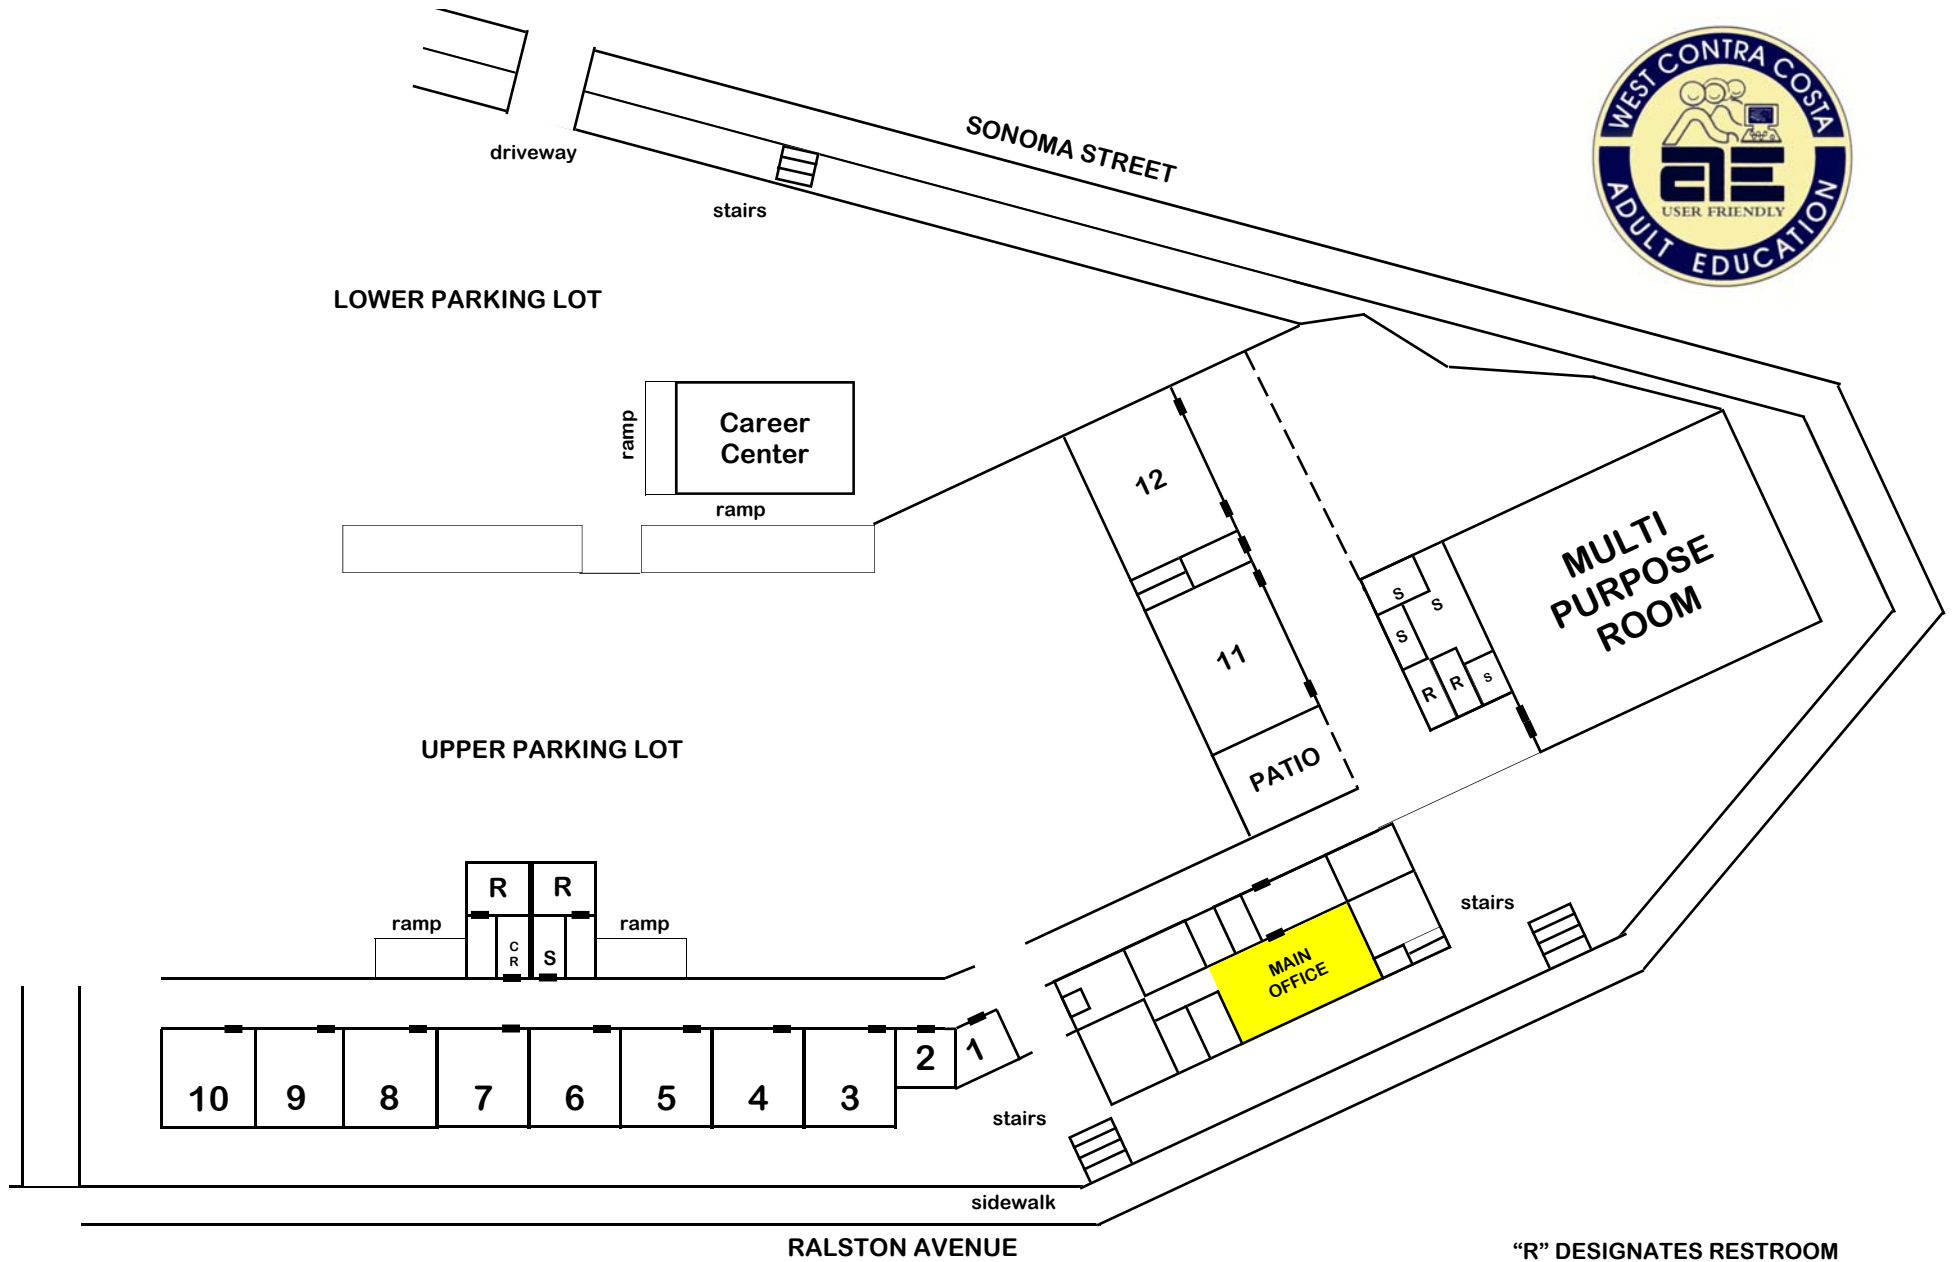 WEST CONTRA COSTA
USER FRIENDLY
ADULT EDUCATION
SONOMA STREET
driveway
stairs
LOWER PARKING LOT
Career
Center
ramp
ramp
12
11
PATIO
MULTI
PURPOSE
ROOM
S
S
S
R
R
S
UPPER PARKING LOT
R
R
ramp
ramp
C
R
S
MAIN
OFFICE
stairs
10
9
8
7
6
5
4
3
2
1
stairs
sidewalk
RALSTON AVENUE
“R” DESIGNATES RESTROOM